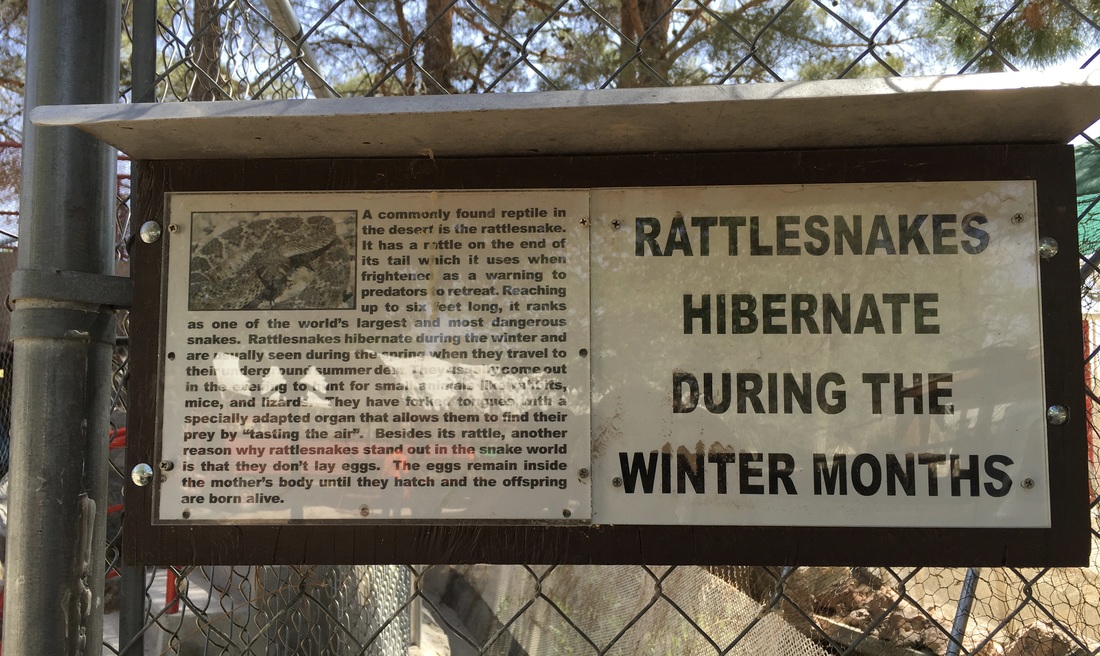 A commonly found reptile in
the desert is the rattlesnake.
It has a rattle on the end of
its tail which it uses when
frightened as a warning to
predators to retreat. Reaching
up to six feet long, it ranks
as one of the world's largest and most dangerous
snakes. Rattlesnakes hibernate during the winter and
are usually seen during the spring when they travel to
their underground summer den. They usually come out
in the evening to hunt for small animals like rabbits,
mice, and lizards. They have forked tongues with a
specially adapted organ that allows them to find their
prey by "tasting the air". Besides its rattle, another
reason why rattlesnakes stand out in the snake world
is that they don't lay eggs. The eggs remain inside
the mother's body until they hatch and the offspring
are born alive.
RATTLESNAKES
HIBERNATE
DURING THE
WINTER MONTHS